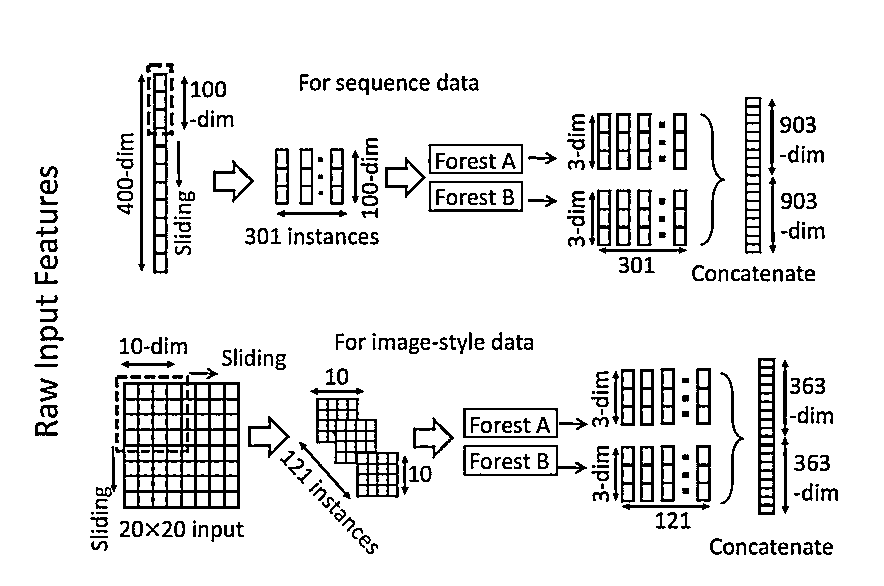 Raw Input Features
For sequence data
400-dim
100
-dim
Sliding
301 instances
100-dim
Forest A
Forest B
3-dim
3-dim
301
903
-dim
903
-dim
Concatenate
For image-style data
10-dim
Sliding
Sliding
20×20 input
10
10
121 instances
Forest A
Forest B
3-dim
3-dim
121
363
-dim
363
-dim
Concatenate